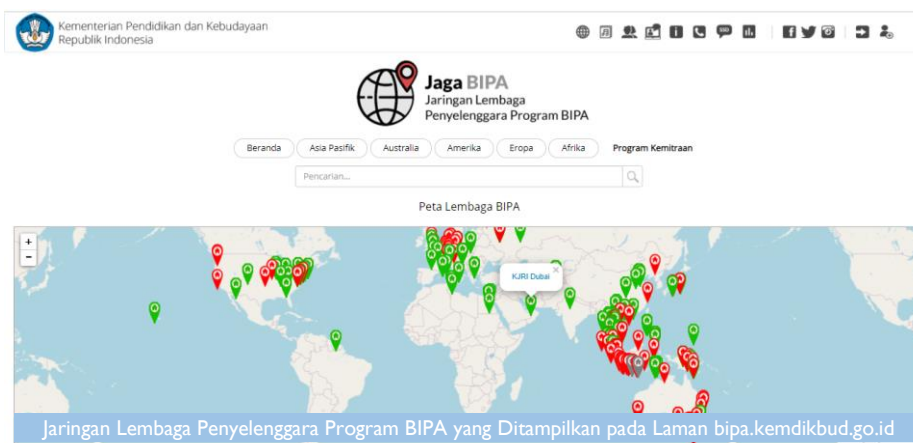 Kementerian Pendidikan dan Kebudayaan
Republik Indonesia
Jaga BIPA
Jaringan Lembaga
Penyelenggara Program BIPA
Beranda Asia Pasifik Australia Amerika Eropa Afrika Program Kemitraan
Pencarian...
Peta Lembaga BIPA
+
-
KJRI Dubai ×
Jaringan Lembaga Penyelenggara Program BIPA yang Ditampilkan pada Laman bipa.kemdikbud.go.id